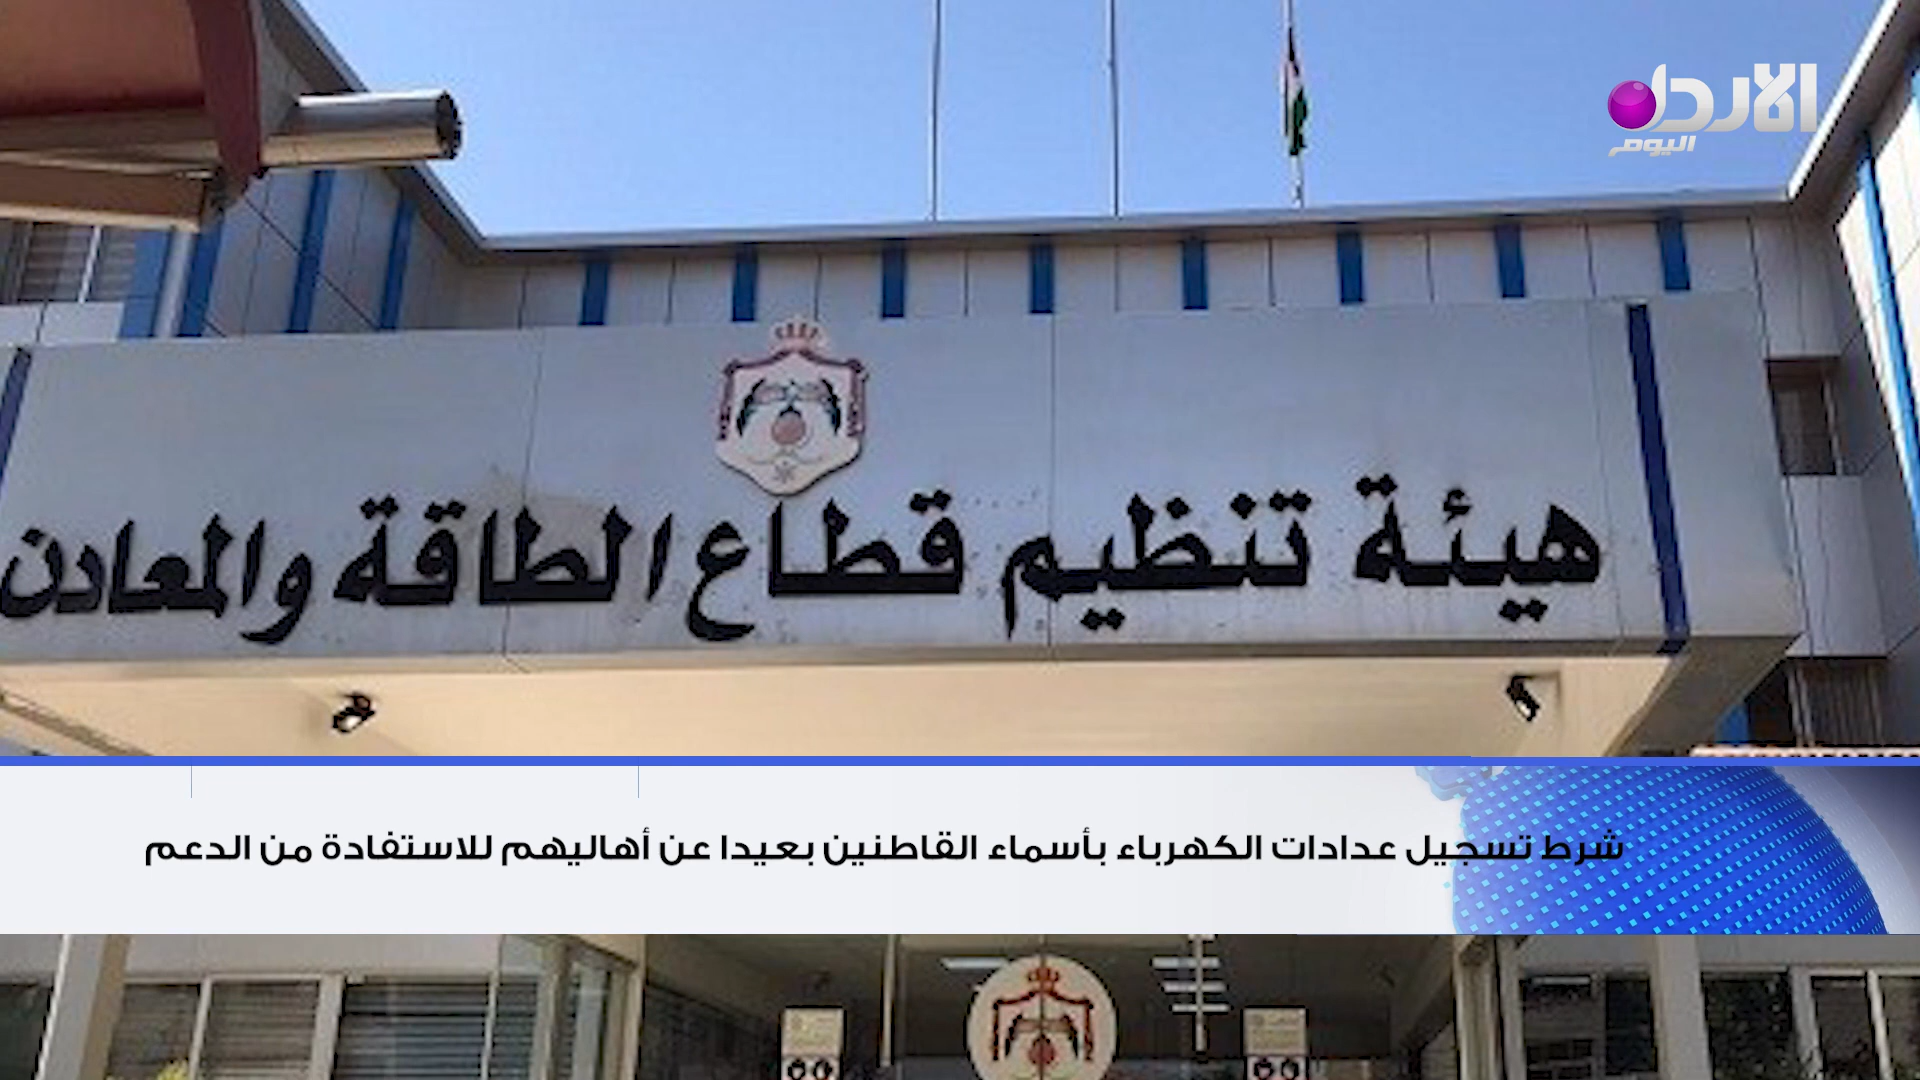 الاردن
اليوم
هيئة تنظيم قطاع الطاقة والمعادن
شرط تسجيل عدادات الكهرباء بأسماء القاطنين بعيدا عن أهاليهم للاستفادة من الدعم